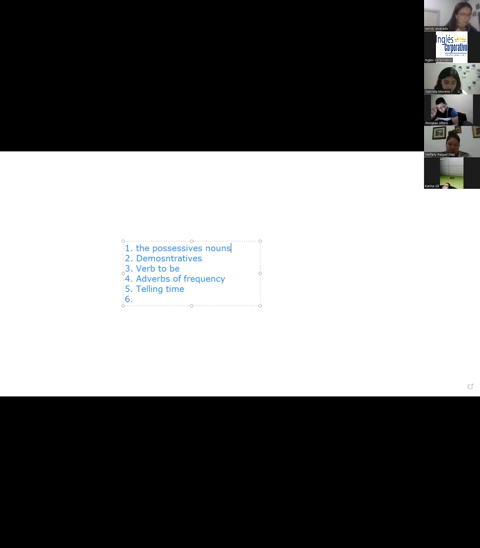 Inglés
Corporativo
1. the possessives nouns
2. Demosntratives
3. Verb to be
4. Adverbs of frequency
5. Telling time
6.